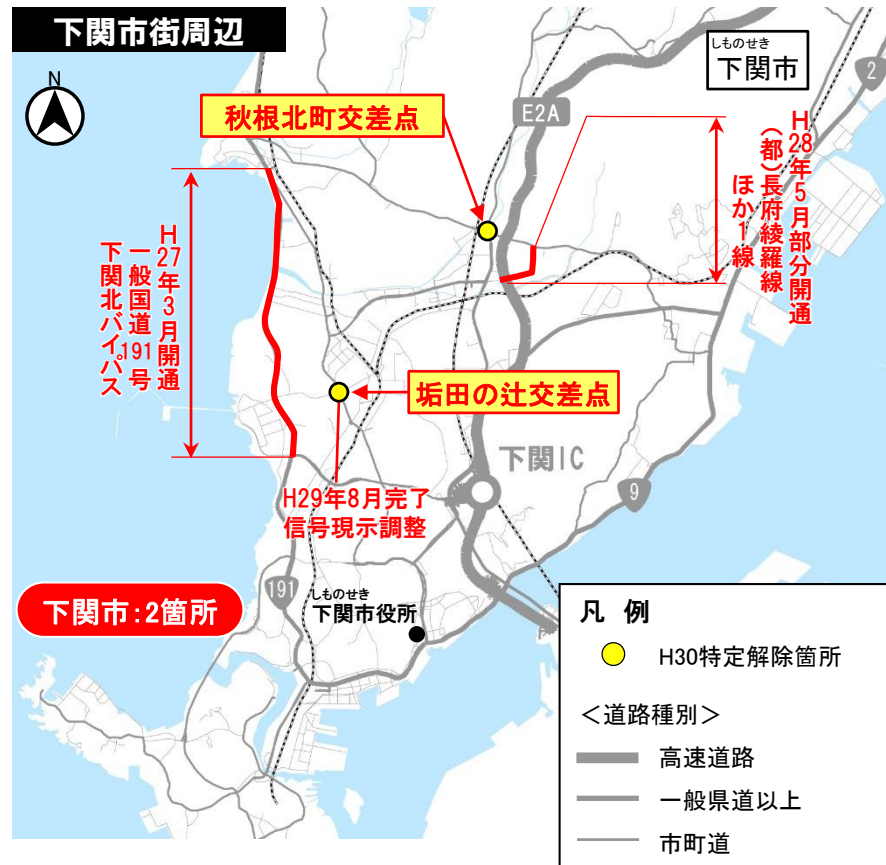 下関市街周辺
N
しものせき
下関市
2
E2A
秋根北町交差点
H28年5月部分開通
(都)長府綾羅線
ほか1線
H27年3月開通
一般国道191号
下関北バイパス
垢田の辻交差点
下関IC
9
H29年8月完了
信号現示調整
191
しものせき
下関市役所
下関市:2箇所
凡 例
H30特定解除箇所
<道路種別>
高速道路
一般県道以上
市町道